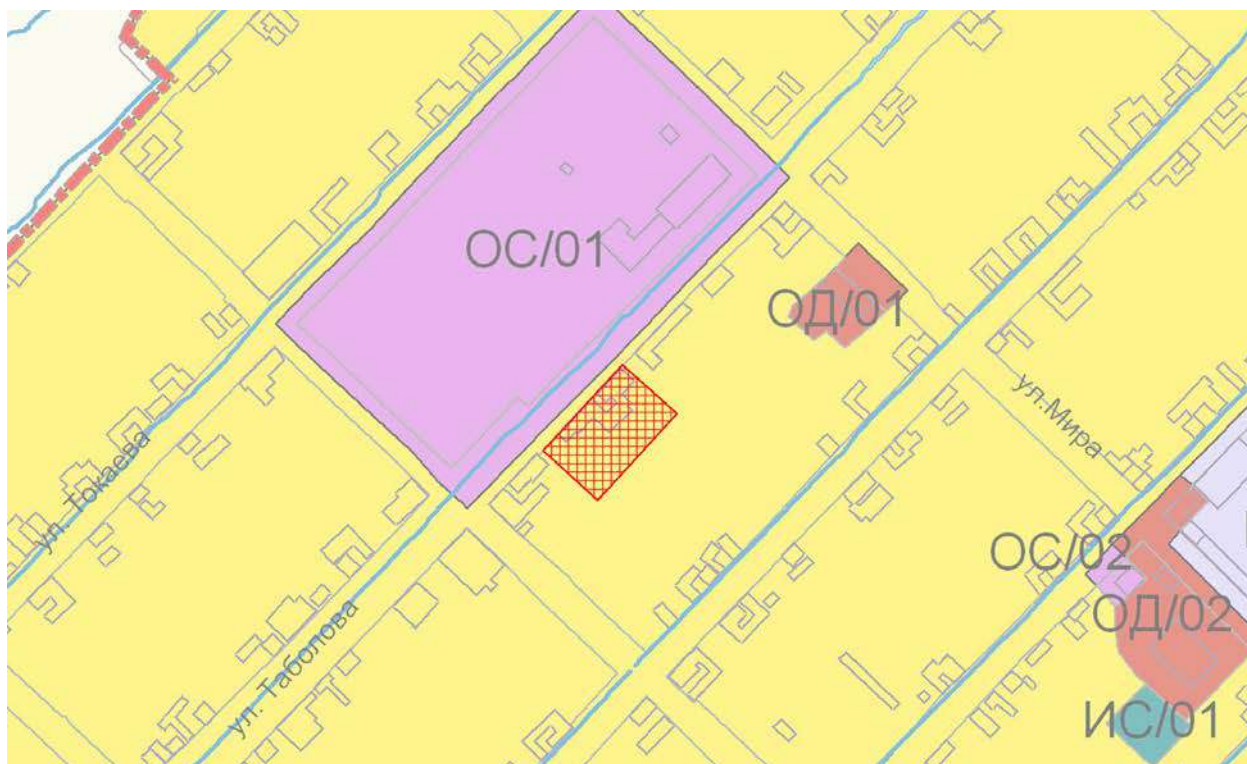 ОС/01
ОД/01
ул.Мира
ул. Токаева
ОС/02
ОД/02
ул. Таболова
ИС/01